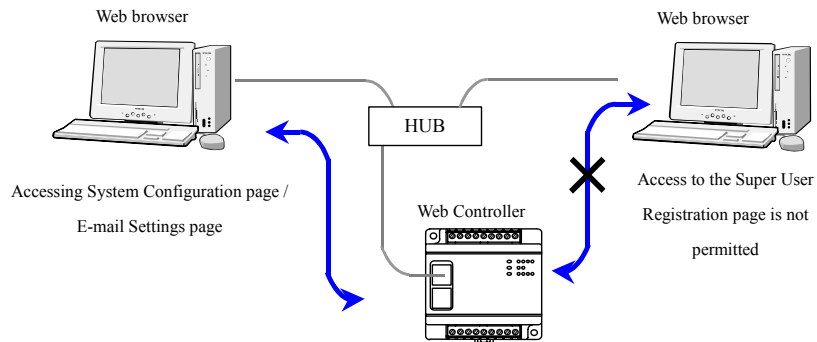 Web browser
Web browser
HUB
Accessing System Configuration page /
E-mail Settings page
Access to the Super User
Registration page is not
permitted
Web Controller